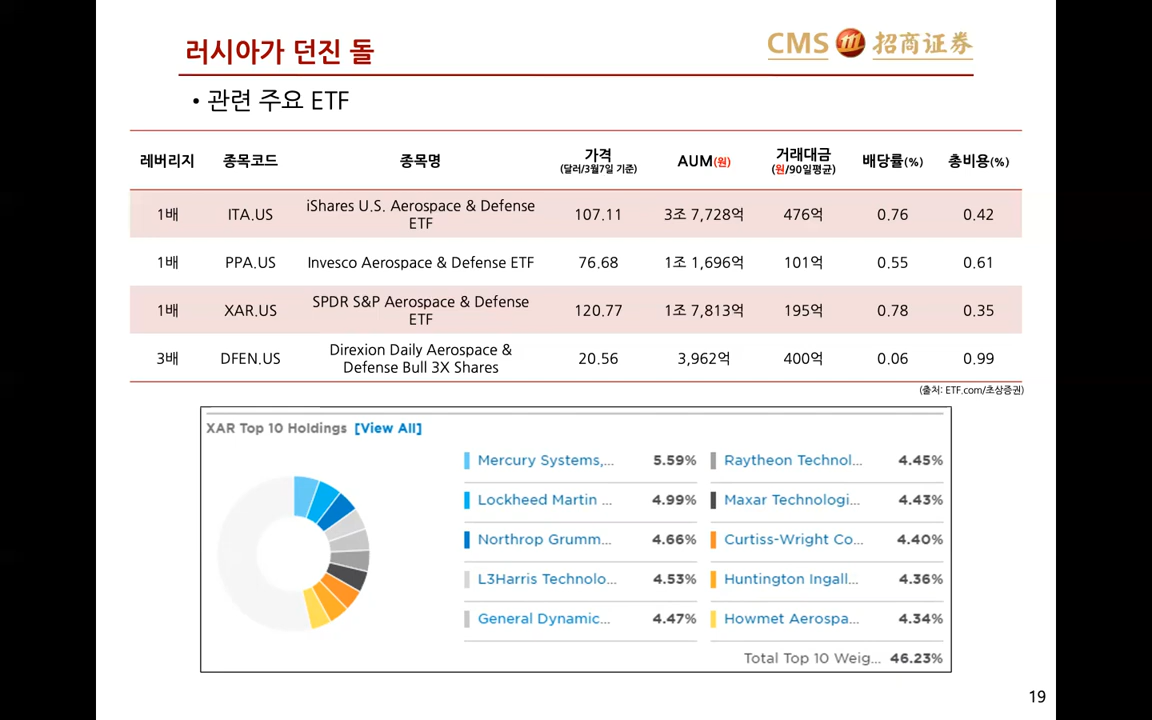 러시아가 던진 돌
CMS 招商证券
• 관련 주요 ETF
레버리지 종목코드 종목명 가격 (달러/3월7일 기준) AUM(원) 거래대금 (원/90일평균) 배당률(%) 총비용(%)
1배 ITA.US iShares U.S. Aerospace & Defense ETF 107.11 3조 7,728억 476억 0.76 0.42
1배 PPA.US Invesco Aerospace & Defense ETF 76.68 1조 1,696억 101억 0.55 0.61
1배 XAR.US SPDR S&P Aerospace & Defense ETF 120.77 1조 7,813억 195억 0.78 0.35
3배 DFEN.US Direxion Daily Aerospace & Defense Bull 3X Shares 20.56 3,962억 400억 0.06 0.99
(출처: ETF.com/초상증권)
XAR Top 10 Holdings [View All]
Mercury Systems,... 5.59%
Lockheed Martin ... 4.99%
Northrop Grumm... 4.66%
L3Harris Technolo... 4.53%
General Dynamic... 4.47%
Raytheon Technol... 4.45%
Maxar Technologi... 4.43%
Curtiss-Wright Co... 4.40%
Huntington Ingall... 4.36%
Howmet Aerospa... 4.34%
Total Top 10 Weig... 46.23%
19